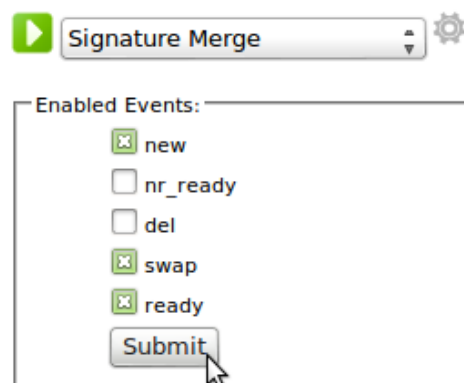 Signature Merge
Enabled Events:
new
nr_ready
del
swap
ready
Submit